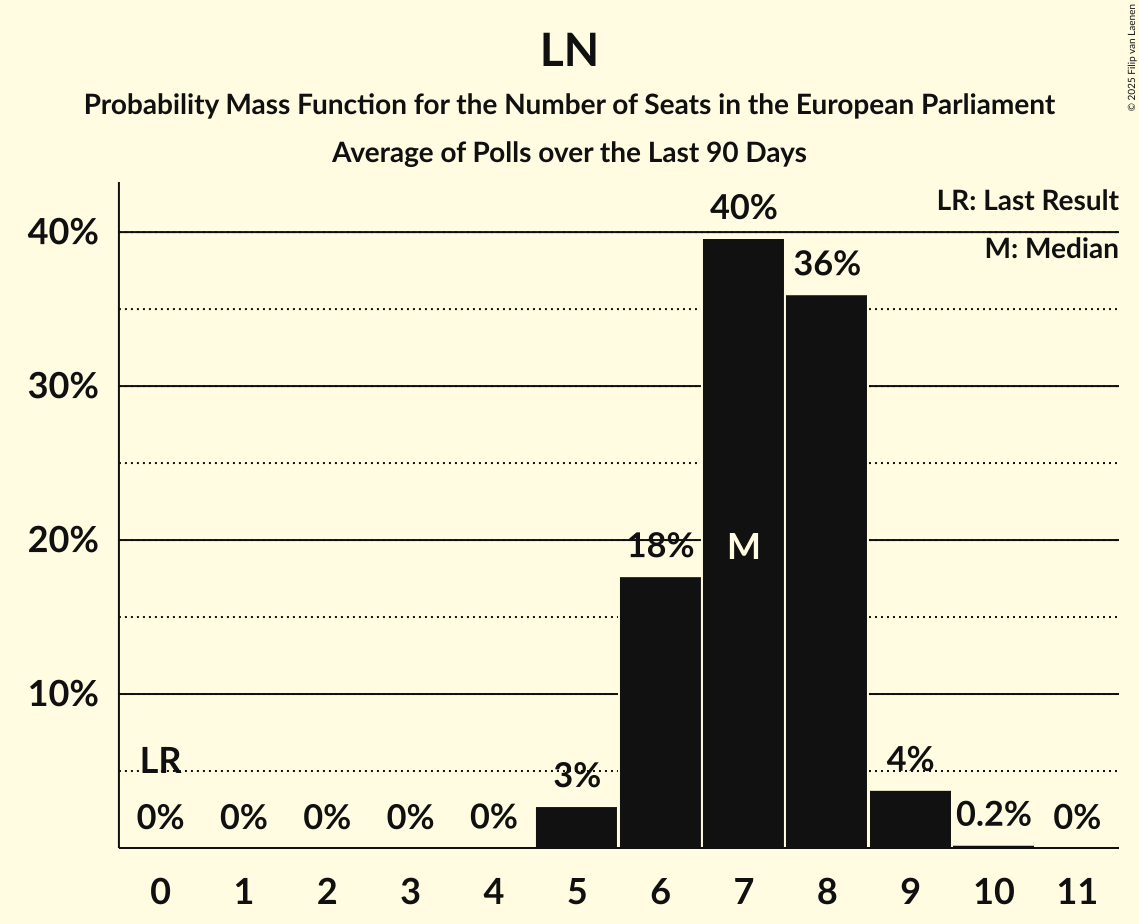 LN
Probability Mass Function for the Number of Seats in the European Parliament
Average of Polls over the Last 90 Days
© 2025 Filip van Laenen
LR: Last Result
M: Median
40%
30%
20%
10%
40%
36%
18%
M
LR
3%
4%
0%
0%
0%
0%
0%
0.2%
0%
0 1 2 3 4 5 6 7 8 9 10 11